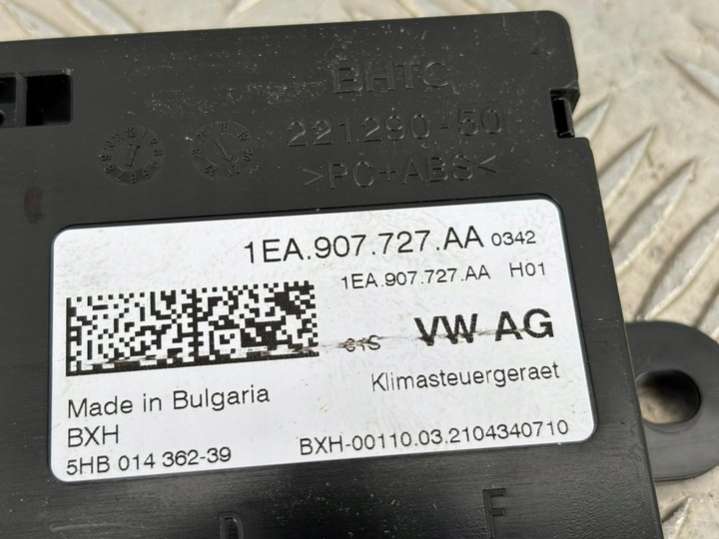 BHTC
221290-50
>PC+ABS<
1EA.907.727.AA 0342
1EA.907.727.AA H01
VW AG
Made in Bulgaria
Klimasteuergeraet
BXH
5HB 014 362-39
BXH-00110.03.2104340710